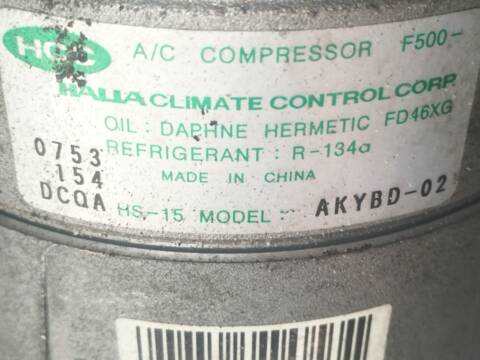 HCC A/C COMPRESSOR F500-
HALLA CLIMATE CONTROL CORP.
OIL : DAPHNE HERMETIC FD46XG
0753 REFRIGERANT : R-134a
154 MADE IN CHINA
DCQA HS-15 MODEL : AKYBD-02